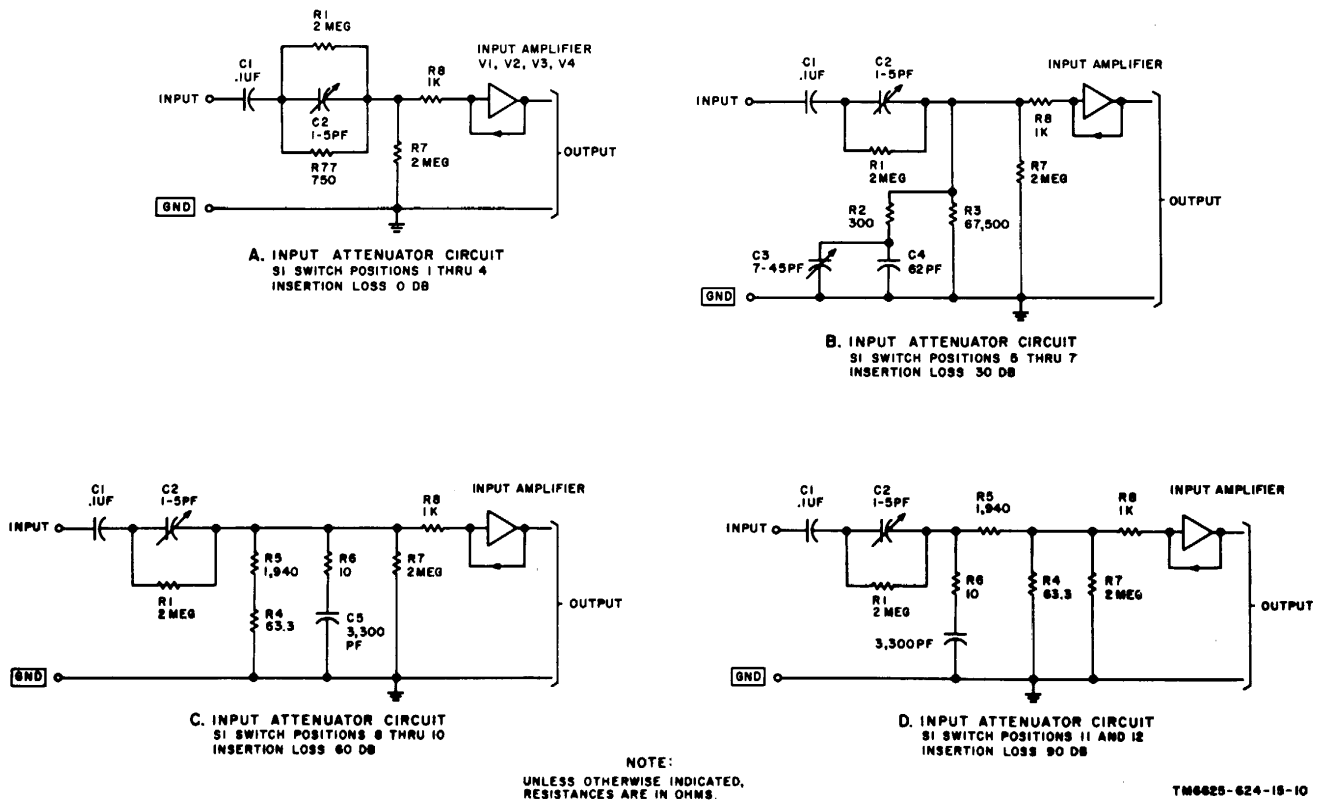 R1
2 MEG
C1
.1UF
INPUT
C2
1-5PF
R77
750
R8
1K
INPUT AMPLIFIER
V1, V2, V3, V4
R7
2 MEG
OUTPUT
GND
A. INPUT ATTENUATOR CIRCUIT
S1 SWITCH POSITIONS 1 THRU 4
INSERTION LOSS 0 DB
C1
.1UF
C2
1-5PF
INPUT AMPLIFIER
INPUT
R8
1K
R1
2MEG
R7
2MEG
R2
300
R3
67,500
OUTPUT
C3
7-45PF
C4
62PF
GND
B. INPUT ATTENUATOR CIRCUIT
S1 SWITCH POSITIONS 5 THRU 7
INSERTION LOSS 30 DB
C1
.1UF
C2
1-5PF
R8
1K
INPUT AMPLIFIER
INPUT
R5
1,940
R6
10
R7
2MEG
R1
2 MEG
R4
63.3
C5
3,300
PF
OUTPUT
GND
C. INPUT ATTENUATOR CIRCUIT
S1 SWITCH POSITIONS 8 THRU 10
INSERTION LOSS 60 DB
C1
.1UF
C2
1-5PF
R5
1,940
R8
1K
INPUT AMPLIFIER
INPUT
R1
2 MEG
R6
10
R4
63.3
R7
2 MEG
OUTPUT
3,300PF
GND
D. INPUT ATTENUATOR CIRCUIT
S1 SWITCH POSITIONS 11 AND 12
INSERTION LOSS 90 DB
NOTE:
UNLESS OTHERWISE INDICATED,
RESISTANCES ARE IN OHMS.
TM6625-624-15-10